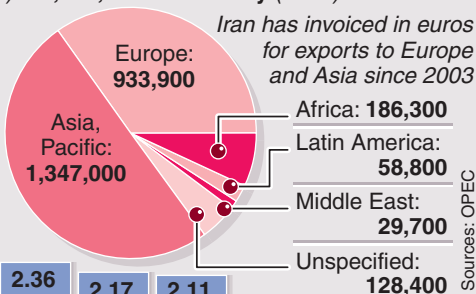 Iran has invoiced in euros
for exports to Europe
and Asia since 2003
Europe:
933,900
Asia,
Pacific:
1,347,000
Africa: 186,300
Latin America:
58,800
Middle East:
29,700
Unspecified:
128,400
Sources: OPEC
2.36
2.17
2.11